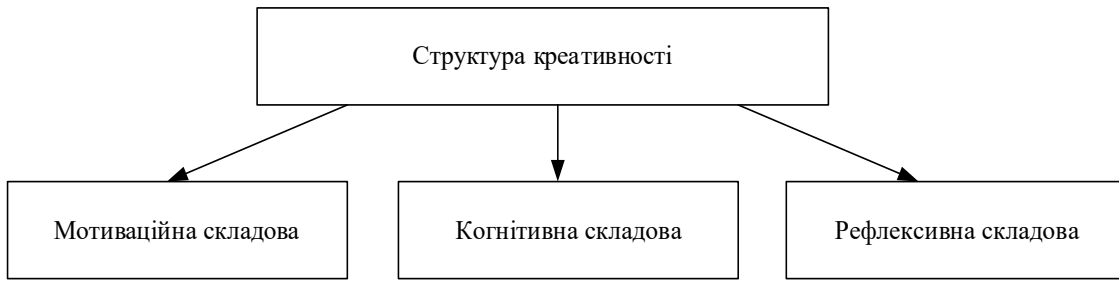 Структура креативності
Мотиваційна складова
Когнітивна складова
Рефлексивна складова